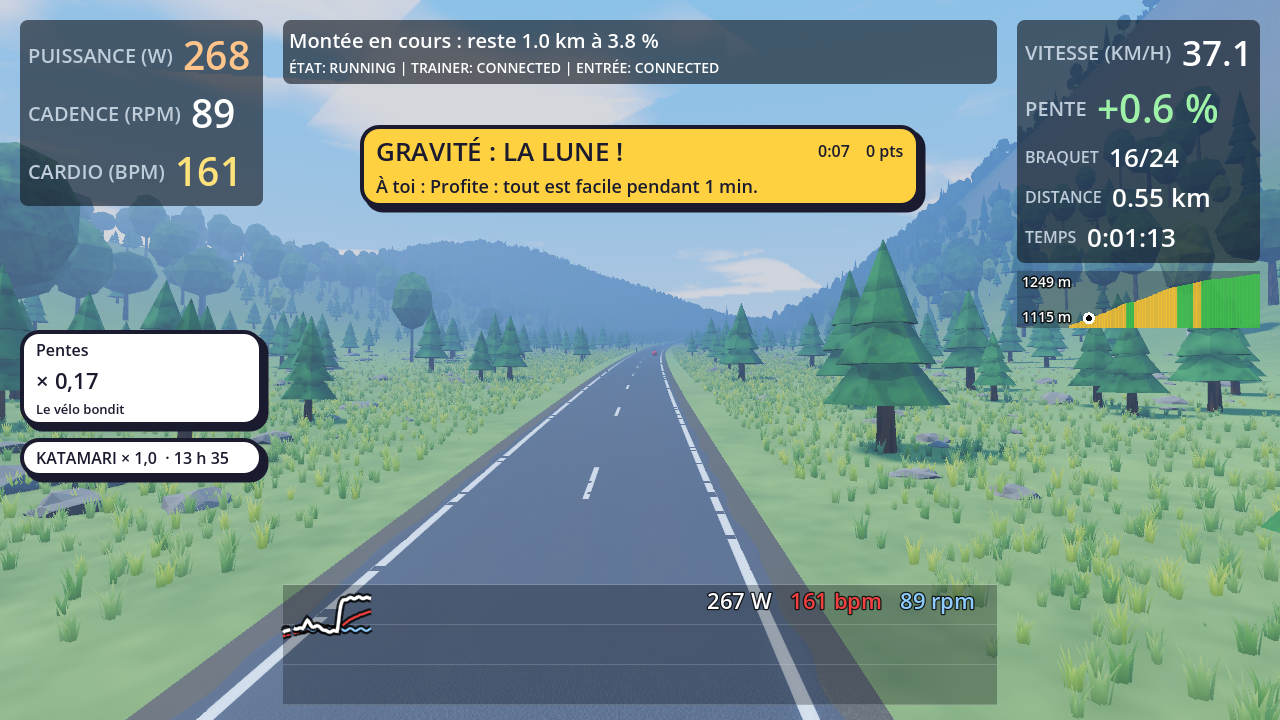 PUISSANCE (W) 268
CADENCE (RPM) 89
CARDIO (BPM) 161
Montée en cours : reste 1.0 km à 3.8 %
ÉTAT: RUNNING | TRAINER: CONNECTED | ENTRÉE: CONNECTED
GRAVITÉ : LA LUNE ! 0:07 0 pts
À toi : Profite : tout est facile pendant 1 min.
VITESSE (KM/H) 37.1
PENTE +0.6 %
BRAQUET 16/24
DISTANCE 0.55 km
TEMPS 0:01:13
1249 m
1115 m
Pentes
× 0,17
Le vélo bondit
KATAMARI × 1,0 · 13 h 35
267 W 161 bpm 89 rpm